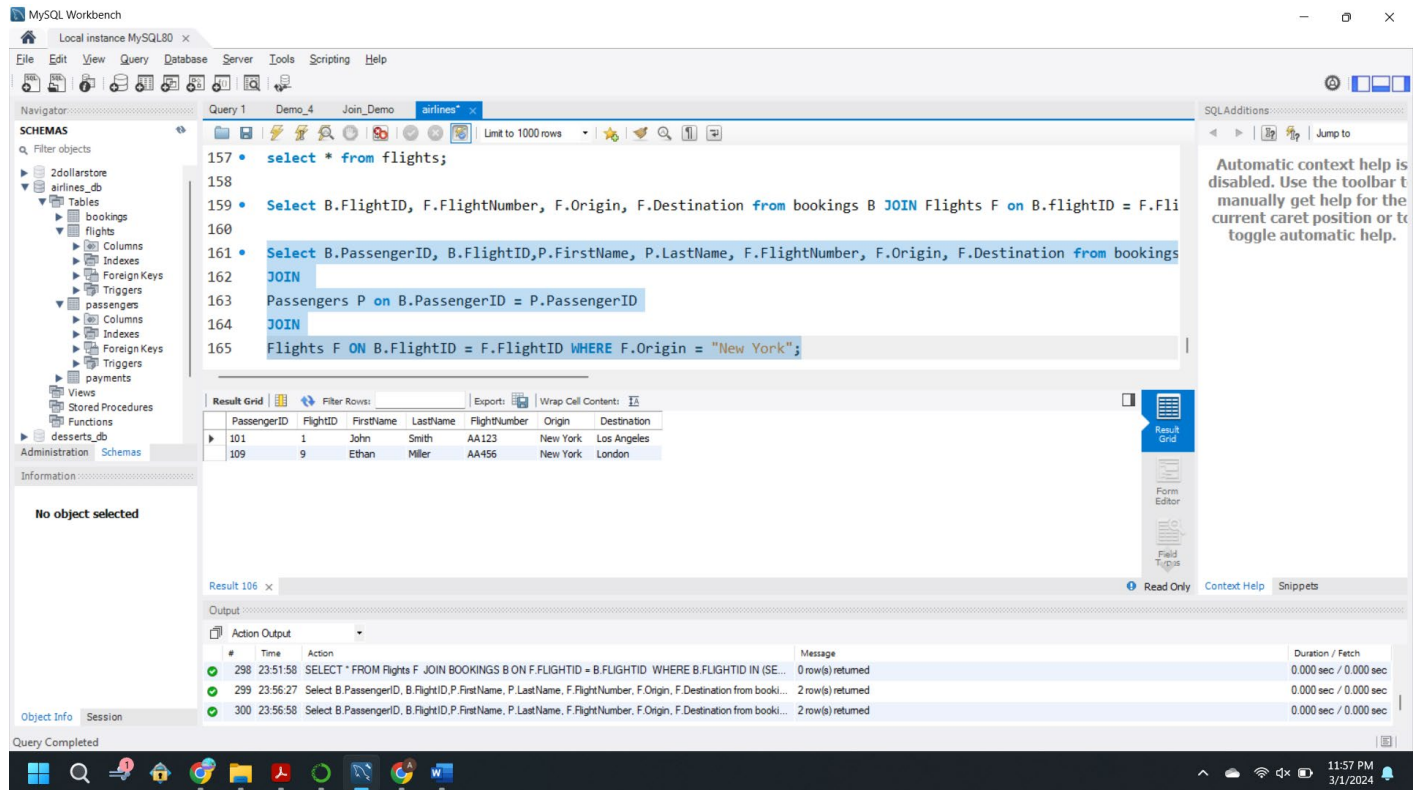 MySQL Workbench
Local instance MySQL80
File Edit View Query Database Server Tools Scripting Help
Navigator
SCHEMAS
Filter objects
2dollarstore
airlines_db
Tables
bookings
flights
Columns
Indexes
Foreign Keys
Triggers
passengers
Columns
Indexes
Foreign Keys
Triggers
payments
Views
Stored Procedures
Functions
desserts_db
Administration Schemas
Information
No object selected
Object Info Session
Query Completed
Query 1 Demo_4 Join_Demo airlines*
Limit to 1000 rows
157 select * from flights;
158
159 Select B.FlightID, F.FlightNumber, F.Origin, F.Destination from bookings B JOIN Flights F on B.flightID = F.Fli
160
161 Select B.PassengerID, B.FlightID,P.FirstName, P.LastName, F.FlightNumber, F.Origin, F.Destination from bookings
162 JOIN
163 Passengers P on B.PassengerID = P.PassengerID
164 JOIN
165 Flights F ON B.FlightID = F.FlightID WHERE F.Origin = "New York";
Result Grid Filter Rows: Export: Wrap Cell Content:
PassengerID FlightID FirstName LastName FlightNumber Origin Destination
101 1 John Smith AA123 New York Los Angeles
109 9 Ethan Miller AA456 New York London
Result Grid
Form Editor
Field Types
Result 106
Read Only
Output
Action Output
# Time Action Message Duration / Fetch
298 23:51:58 SELECT * FROM Flights F JOIN BOOKINGS B ON F.FLIGHTID = B.FLIGHTID WHERE B.FLIGHTID IN (SE... 0 row(s) returned 0.000 sec / 0.000 sec
299 23:56:27 Select B.PassengerID, B.FlightID,P.FirstName, P.LastName, F.FlightNumber, F.Origin, F.Destination from booki... 2 row(s) returned 0.000 sec / 0.000 sec
300 23:56:58 Select B.PassengerID, B.FlightID,P.FirstName, P.LastName, F.FlightNumber, F.Origin, F.Destination from booki... 2 row(s) returned 0.000 sec / 0.000 sec
SQLAdditions
Jump to
Automatic context help is
disabled. Use the toolbar t
manually get help for the
current caret position or to
toggle automatic help.
Context Help Snippets
11:57 PM
3/1/2024